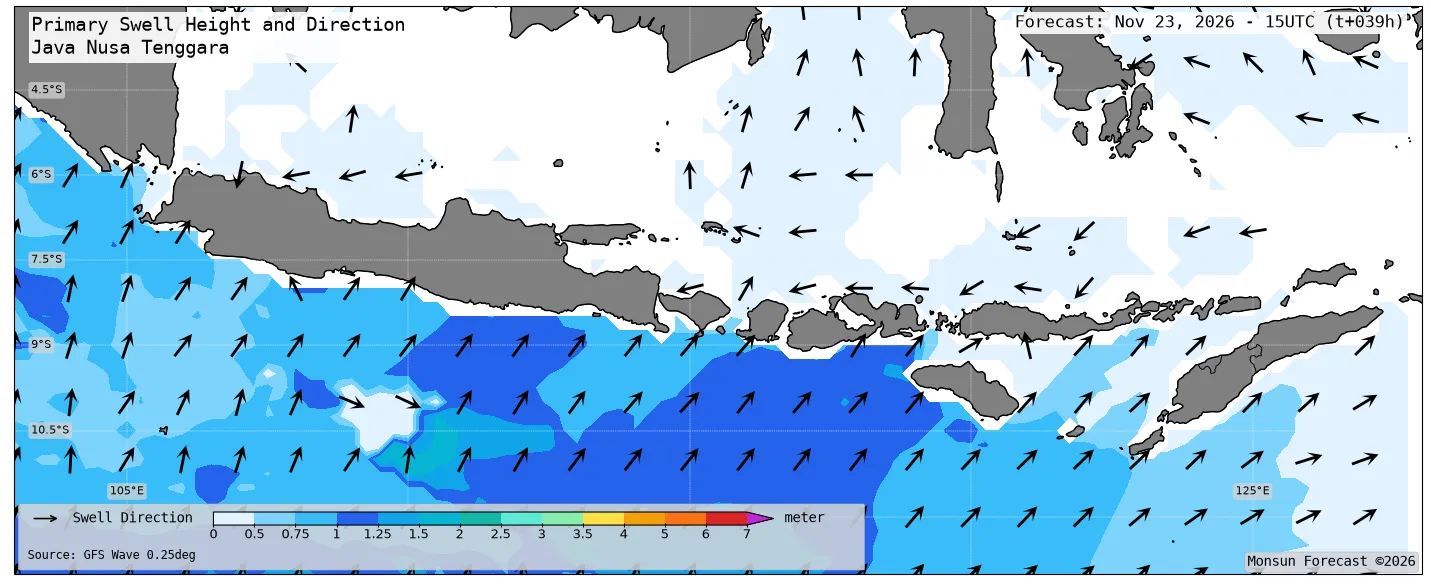 Primary Swell Height and Direction
Java Nusa Tenggara
Forecast: Nov 23, 2026 - 15UTC (t+039h)
4.5°S
6°S
7.5°S
9°S
10.5°S
105°E
125°E
Swell Direction
0 0.5 0.75 1 1.25 1.5 2 2.5 3 3.5 4 5 6 7
meter
Source: GFS Wave 0.25deg
Monsun Forecast ©2026